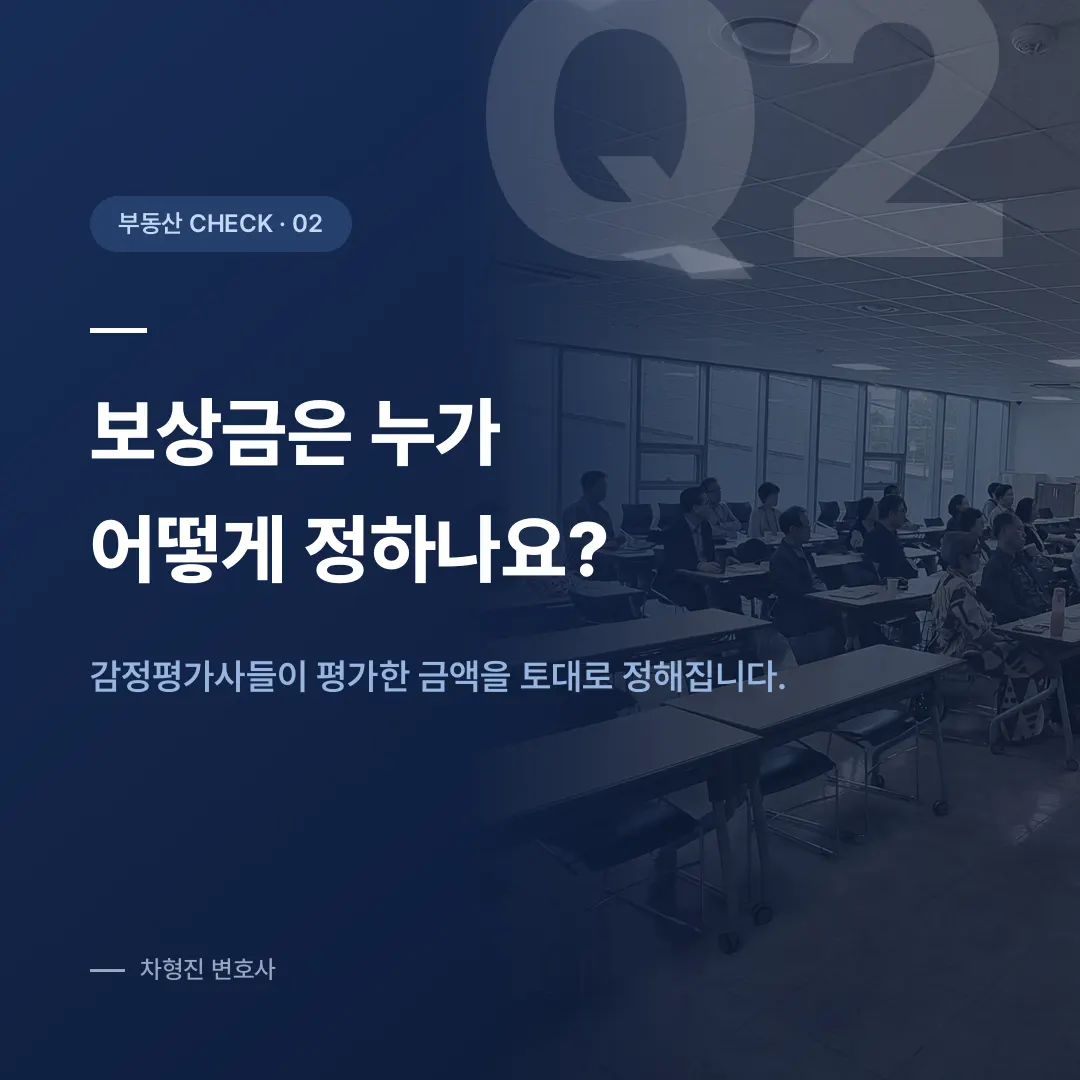 Q2
부동산 CHECK · 02
보상금은 누가
어떻게 정하나요?
감정평가사들이 평가한 금액을 토대로 정해집니다.
차형진 변호사